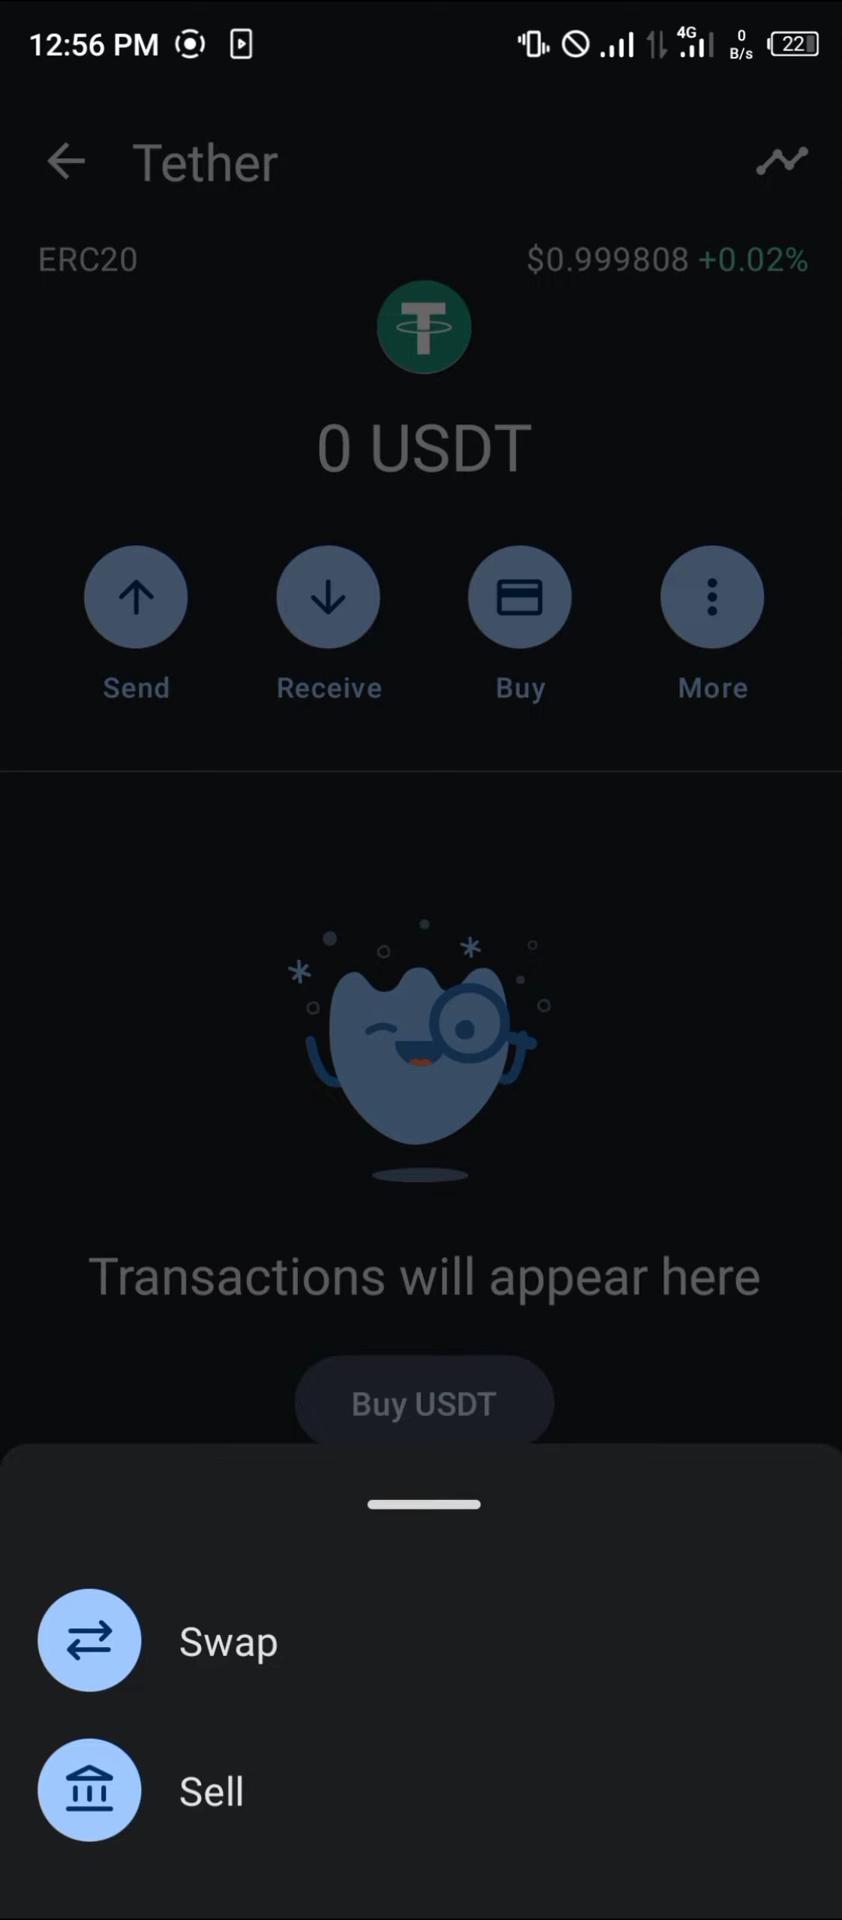 12:56 PM 4G 0 B/s 22
Tether
ERC20 $0.999808 +0.02%
0 USDT
Send Receive Buy More
Transactions will appear here
Buy USDT
Swap
Sell